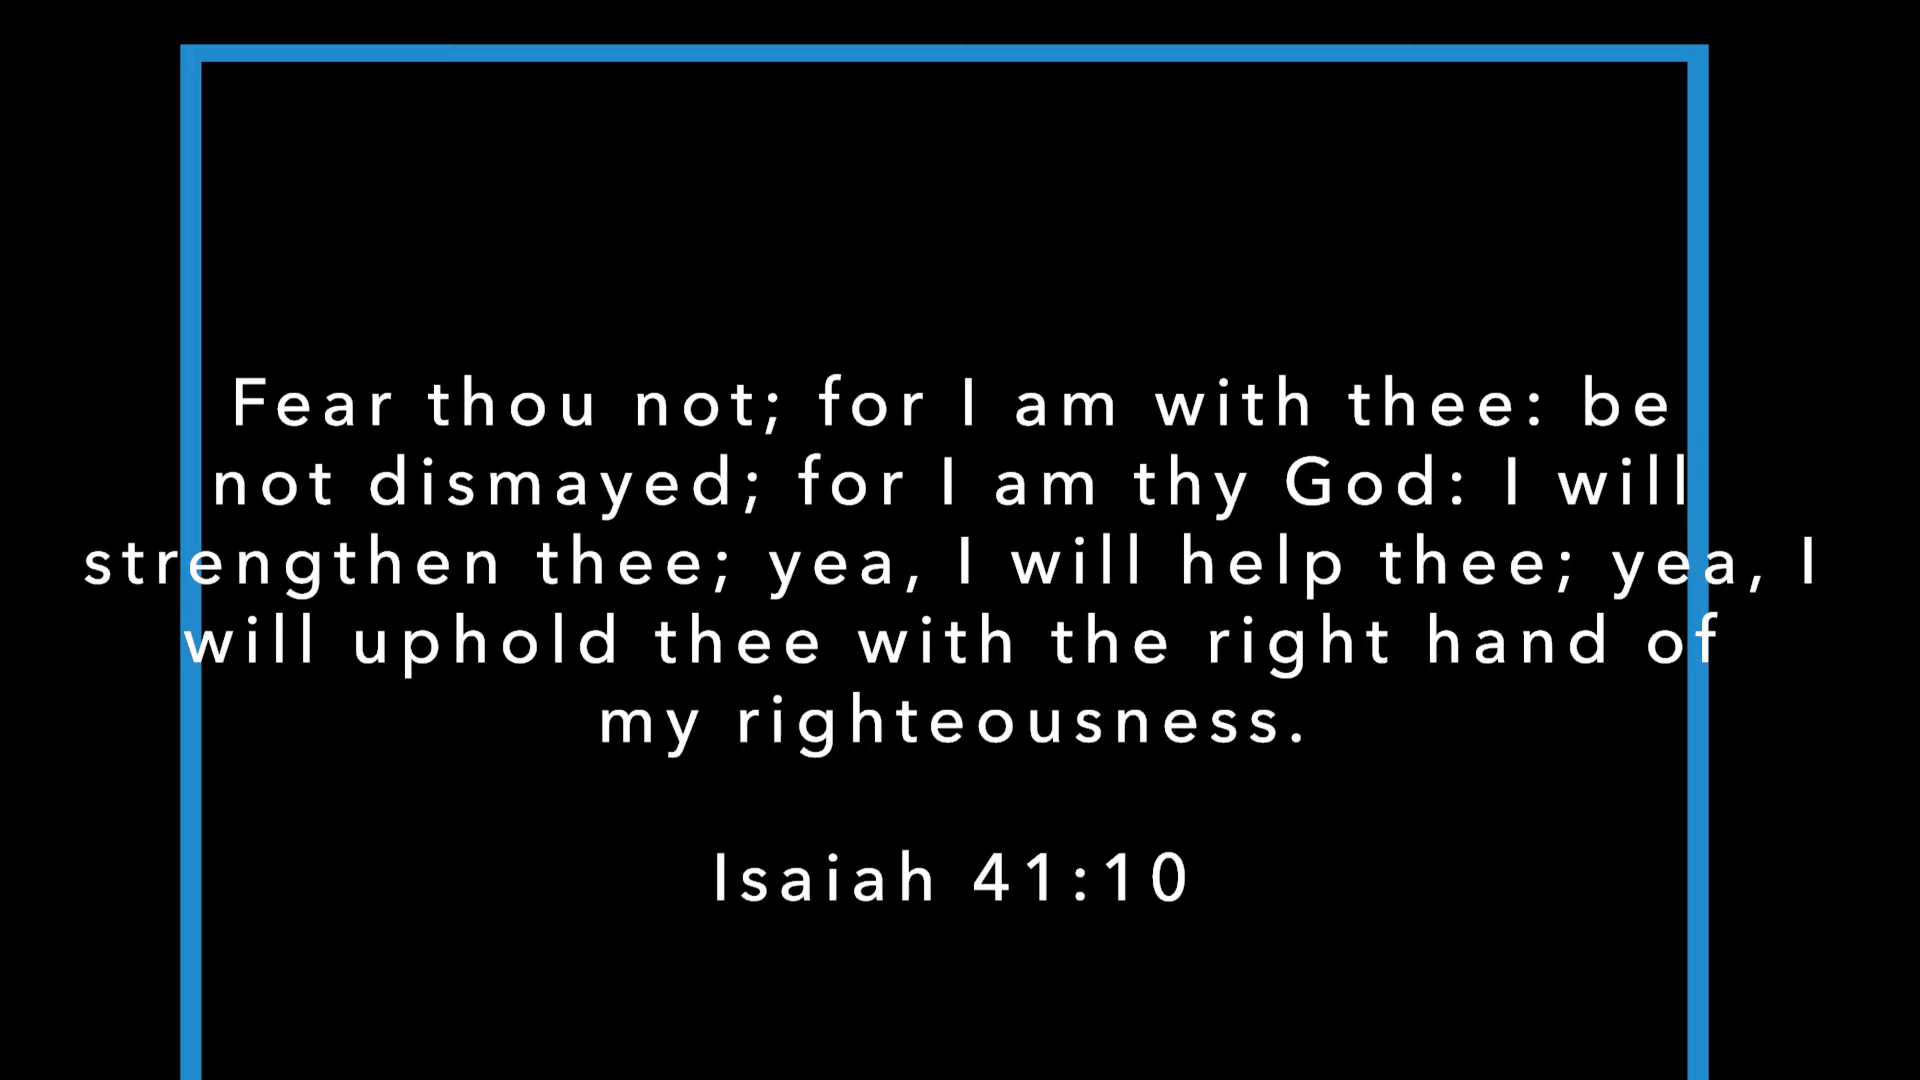 Fear thou not; for I am with thee: be
not dismayed; for I am thy God: I will
strengthen thee; yea, I will help thee; yea, I
will uphold thee with the right hand of
my righteousness.
Isaiah 41:10